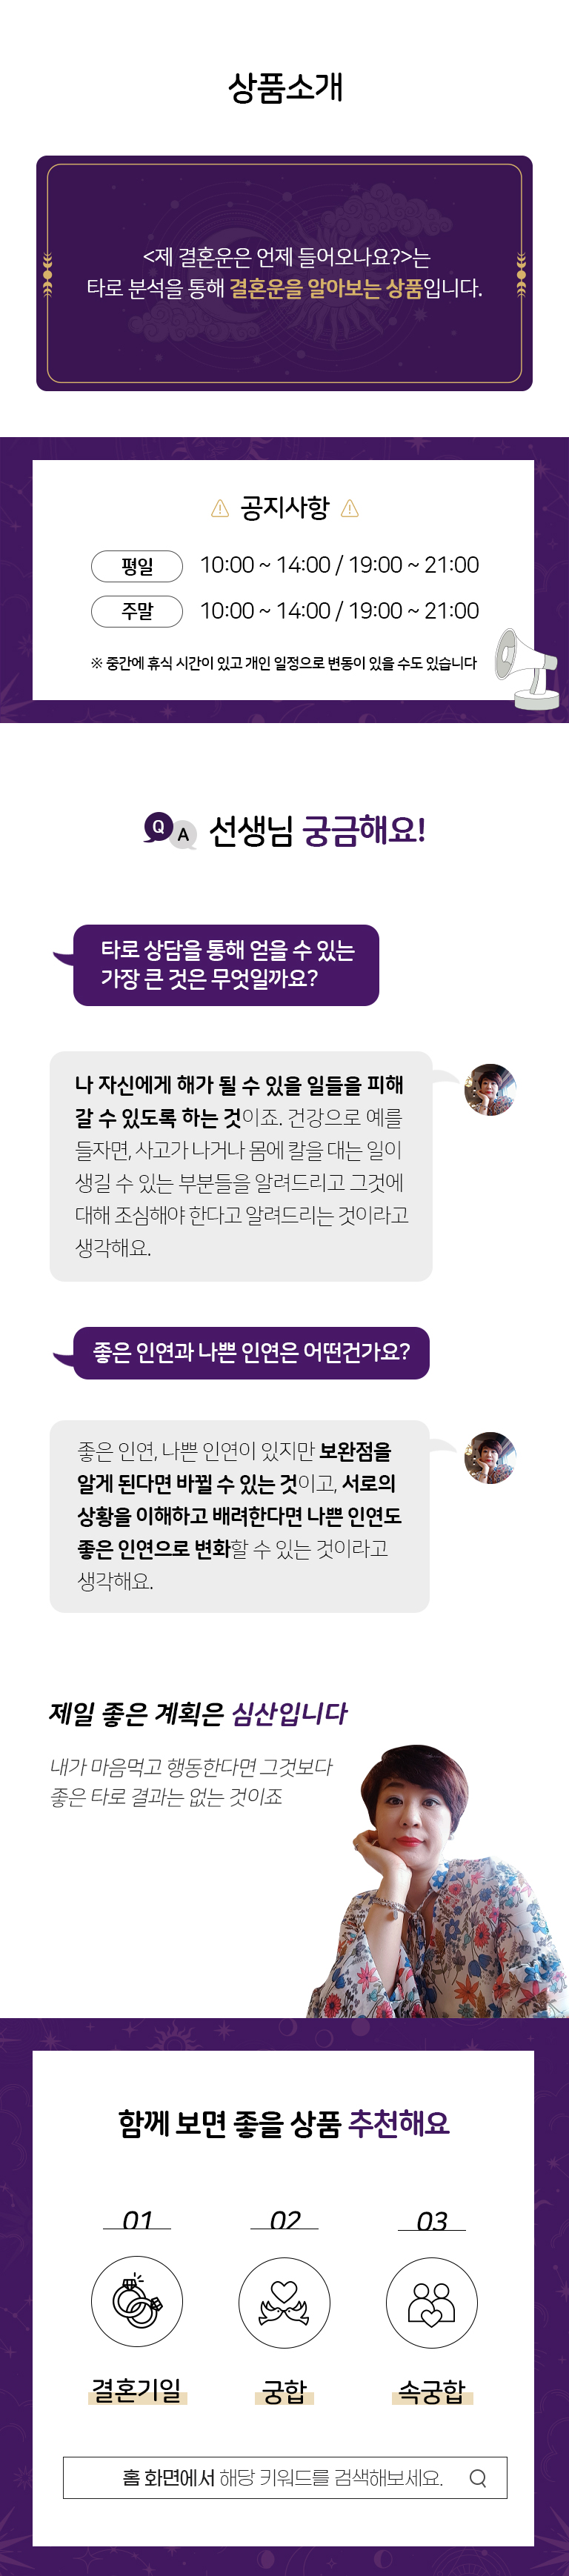 상품소개
<제 결혼운은 언제 들어오나요?>는
타로 분석을 통해 결혼운을 알아보는 상품입니다.
공지사항
평일 10:00 ~ 14:00 / 19:00 ~ 21:00
주말 10:00 ~ 14:00 / 19:00 ~ 21:00
※ 중간에 휴식 시간이 있고 개인 일정으로 변동이 있을 수도 있습니다
Q A 선생님 궁금해요!
타로 상담을 통해 얻을 수 있는
가장 큰 것은 무엇일까요?
나 자신에게 해가 될 수 있을 일들을 피해
갈 수 있도록 하는 것이죠. 건강으로 예를
들자면, 사고가 나거나 몸에 칼을 대는 일이
생길 수 있는 부분들을 알려드리고 그것에
대해 조심해야 한다고 알려드리는 것이라고
생각해요.
좋은 인연과 나쁜 인연은 어떤건가요?
좋은 인연, 나쁜 인연이 있지만 보완점을
알게 된다면 바뀔 수 있는 것이고, 서로의
상황을 이해하고 배려한다면 나쁜 인연도
좋은 인연으로 변화할 수 있는 것이라고
생각해요.
제일 좋은 계획은 심산입니다
내가 마음먹고 행동한다면 그것보다
좋은 타로 결과는 없는 것이죠
함께 보면 좋을 상품 추천해요
01 02 03
결혼기일 궁합 속궁합
홈 화면에서 해당 키워드를 검색해보세요.